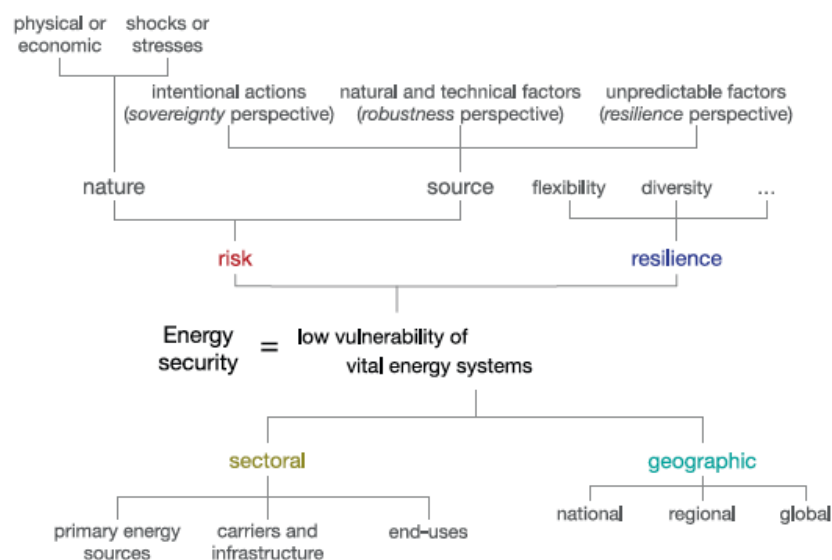 physical or
economic
shocks or
stresses
intentional actions
(sovereignty perspective)
natural and technical factors
(robustness perspective)
unpredictable factors
(resilience perspective)
nature
source
flexibility
diversity
...
risk
resilience
Energy
security
=
low vulnerability of
vital energy systems
sectoral
geographic
primary energy
sources
carriers and
infrastructure
end-uses
national
regional
global